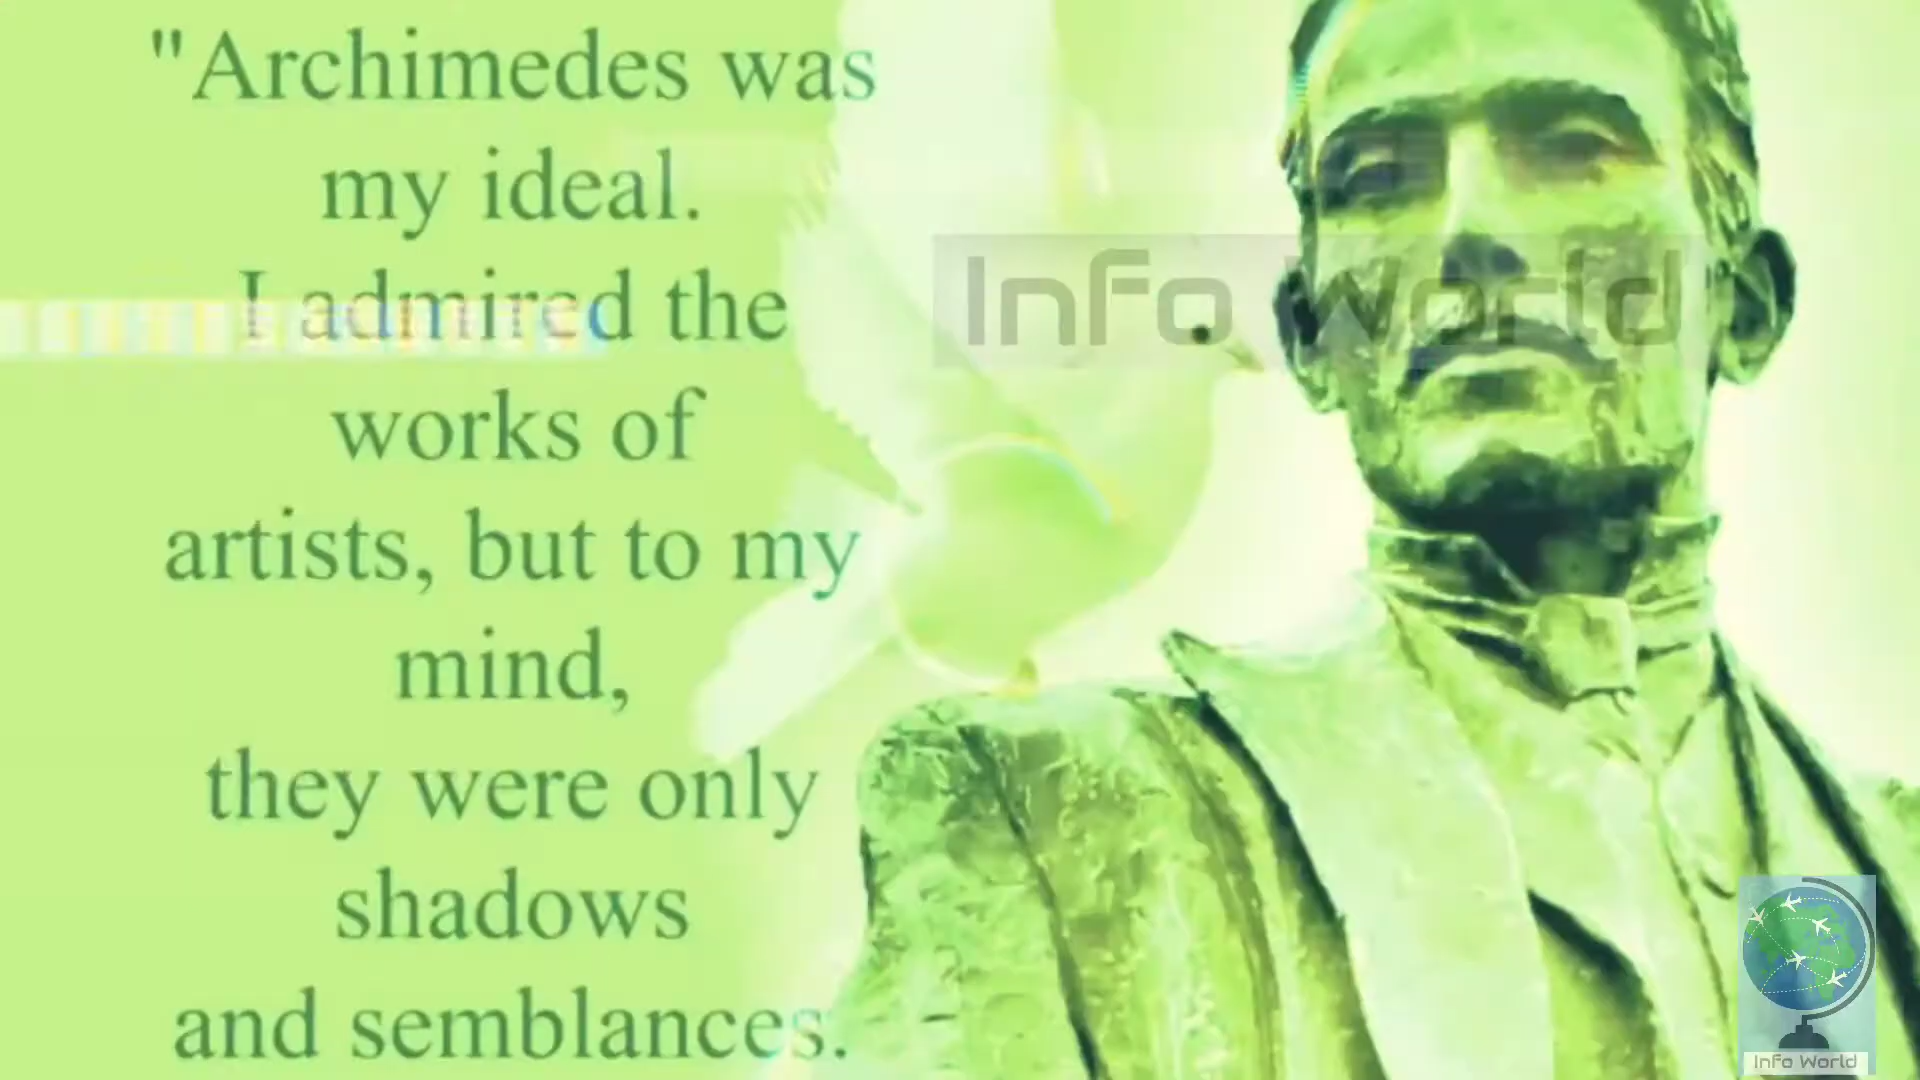 "Archimedes was
my ideal.
I admired the
works of
artists, but to my
mind,
they were only
shadows
and semblances.
Info World
Info World